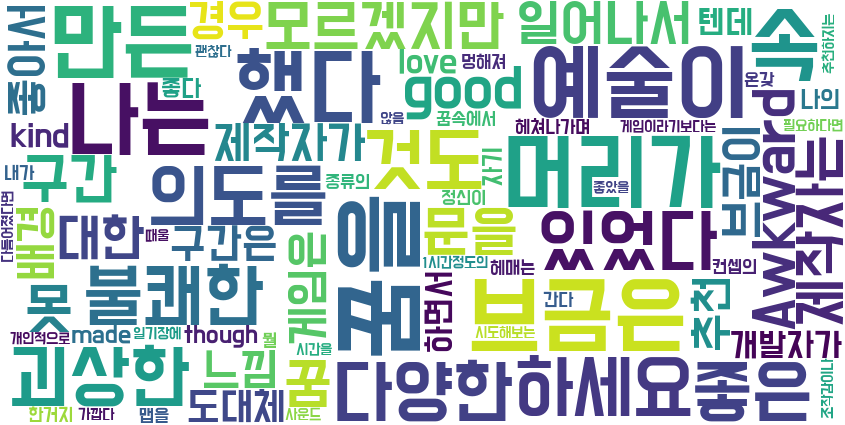 만든
경우
모르겠지만
일어나서
텐데
속
추천하지는
좋아서
괜찮다
love
멍해져
좋다
했다
good
예술이
온갖
나는
나의
않음
꿈속에서
kind
제작자가
것도
헤쳐나가며
게임이라기보다는
필요하다면
머리가
Awkward
브금이
제작자는
내가
구간
의도를
종류의
자기
좋았을
정신이
다듬어졌다면
배경
대한
때울
구간은
게임은
을
문을
있었다
1시간정도의
헤매는
컨셉의
못
불쾌한
꿈
하면서
브금은
간다
추천
개인적으로
made
일기장에
though
뭘
시도해보는
시간을
개발자가
괴상한
느낌
꿈
다양한
하세요
좋은
조작감이나
한거지
가깝다
맵을
도대체
사운드